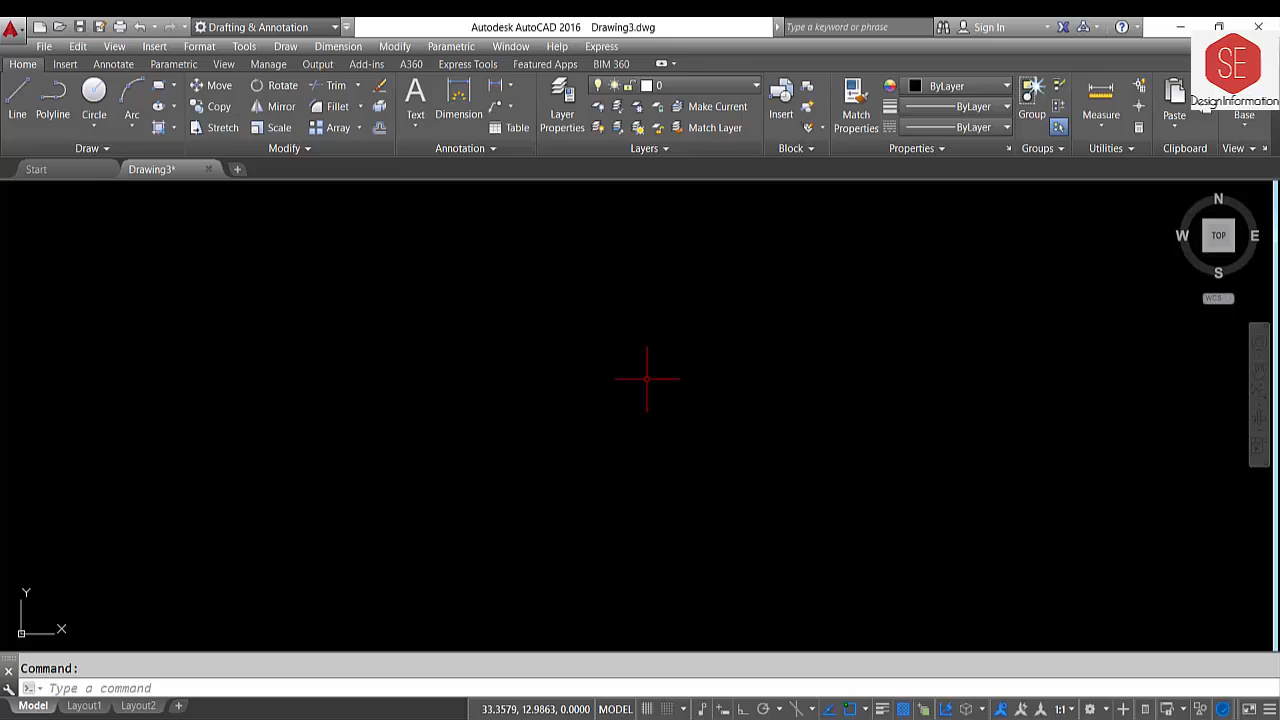 Drafting & Annotation
Autodesk AutoCAD 2016 Drawing3.dwg
Type a keyword or phrase
Sign In
File Edit View Insert Format Tools Draw Dimension Modify Parametric Window Help Express
Home Insert Annotate Parametric View Manage Output Add-ins A360 Express Tools Featured Apps BIM 360
SE
DesignInformation
Line Polyline Circle Arc
Move Rotate Trim
Copy Mirror Fillet
Stretch Scale Array
Text Dimension Table
Layer Properties
0
Make Current
Match Layer
Insert
Match Properties
ByLayer
ByLayer
ByLayer
Group
Measure
Paste
Base
Draw Modify Annotation Layers Block Properties Groups Utilities Clipboard View
Start Drawing3*
N
W TOP E
S
WCS
Y
X
Command:
Type a command
Model Layout1 Layout2
33.3579, 12.9863, 0.0000 MODEL 1:1